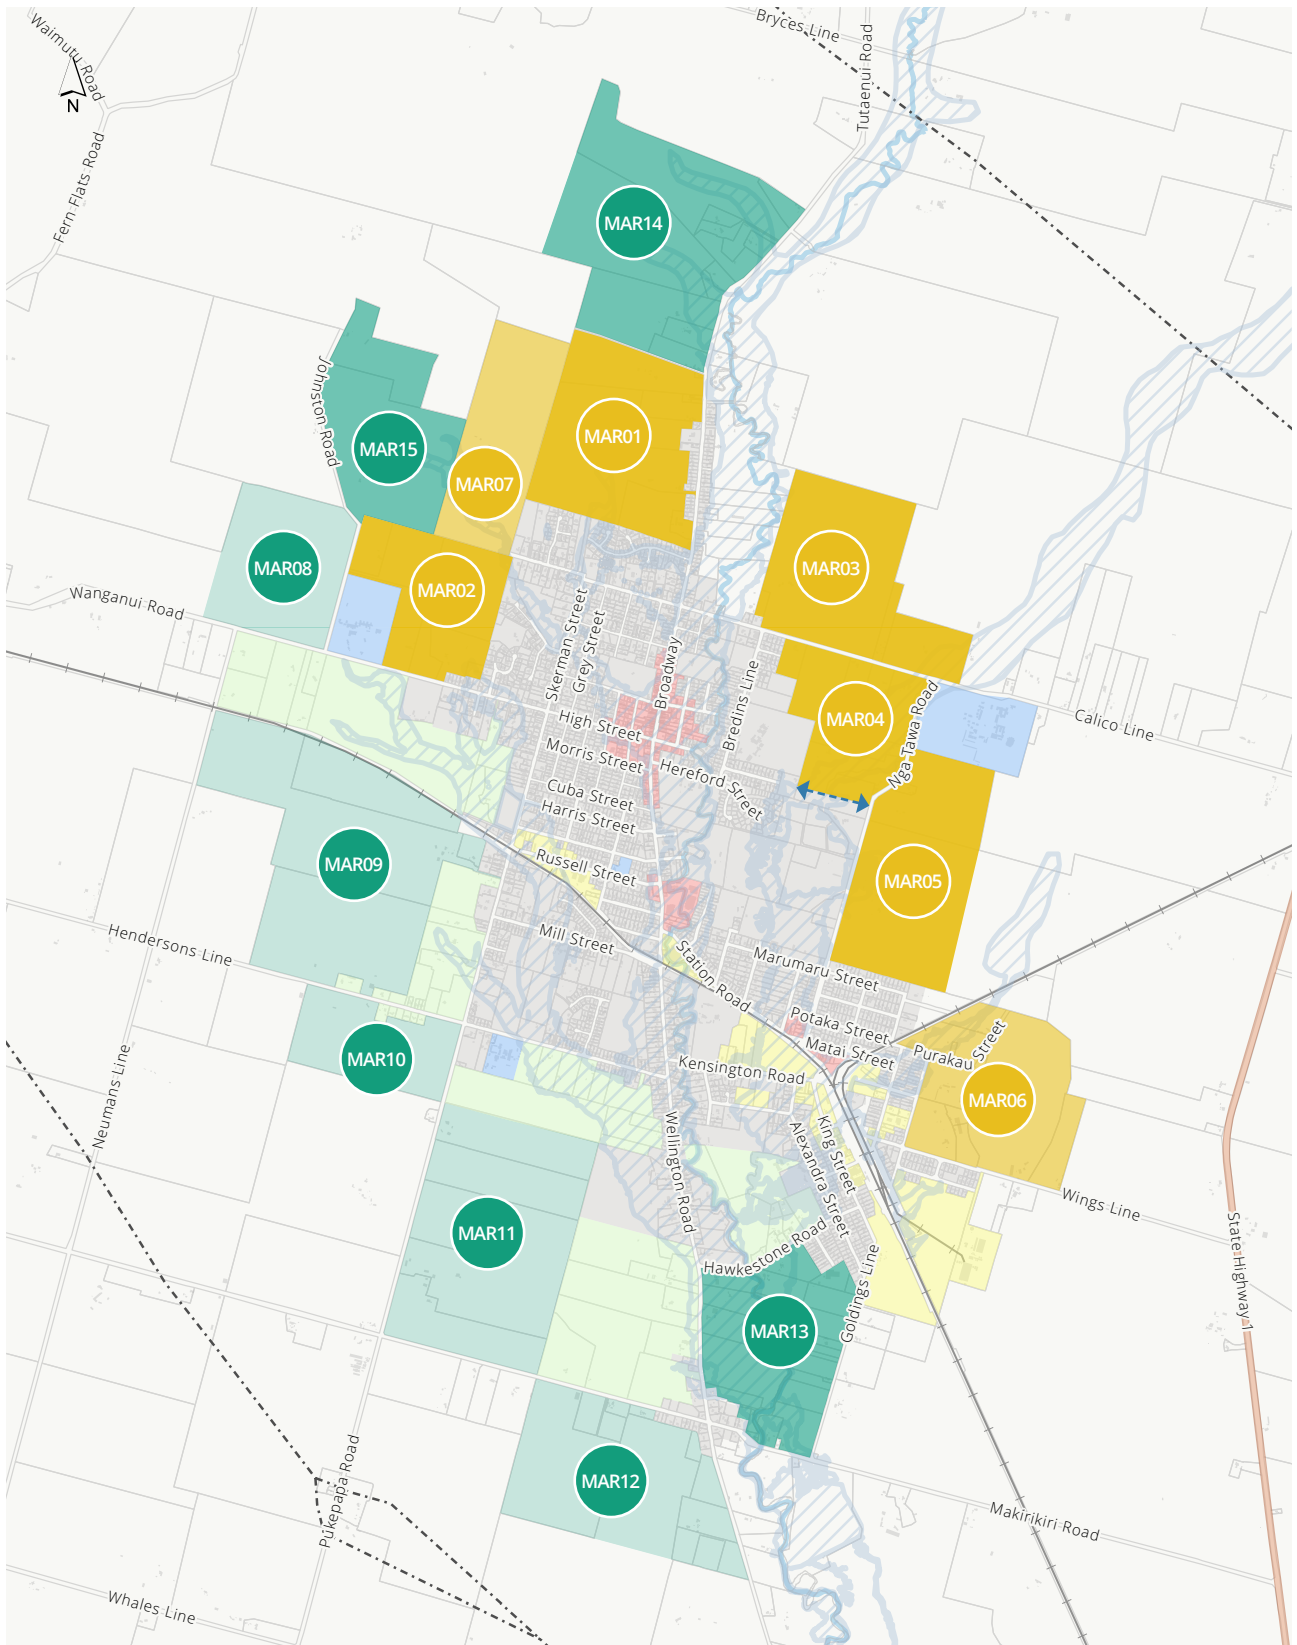 Waimutu Road
Bryces Line
Tutaenui Road
N
Fern Flats Road
MAR14
Johnston Road
MAR01
MAR15
MAR07
MAR03
MAR08
MAR02
Wanganui Road
Skerman Street
Grey Street
Broadway
Bredins Line
MAR04
Nga Tawa Road
Calico Line
High Street
Morris Street
Hereford Street
Cuba Street
Harris Street
MAR09
Russell Street
MAR05
Hendersons Line
Mill Street
Station Road
Marumaru Street
Potaka Street
Matai Street
Purakau Street
MAR10
Kensington Road
MAR06
Neumans Line
Wellington Road
King Street
Alexandra Street
Wings Line
MAR11
Hawkestone Road
State Highway 1
Goldings Line
MAR13
MAR12
Pukepapa Road
Makirikiri Road
Whales Line